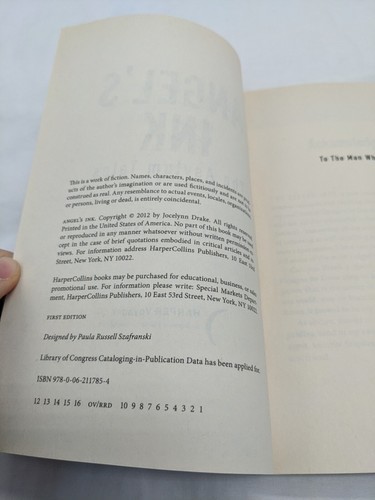 This is a work of fiction. Names, characters, places, and incidents are prod-
ucts of the author's imagination or are used fictitiously and are not to be
construed as real. Any resemblance to actual events, locales, organizations,
or persons, living or dead, is entirely coincidental.
ANGEL'S INK. Copyright © 2012 by Jocelynn Drake. All rights reserved.
Printed in the United States of America. No part of this book may be used
or reproduced in any manner whatsoever without written permission ex-
cept in the case of brief quotations embodied in critical articles and re-
views. For information address HarperCollins Publishers, 10 East 53rd
Street, New York, NY 10022.
HarperCollins books may be purchased for educational, business, or sales
promotional use. For information please write: Special Markets Depart-
ment, HarperCollins Publishers, 10 East 53rd Street, New York, NY 10022.
FIRST EDITION
Designed by Paula Russell Szafranski
Library of Congress Cataloging-in-Publication Data has been applied for.
ISBN 978-0-06-211785-4
12 13 14 15 16 OV/RRD 10 9 8 7 6 5 4 3 2 1
To The Man Wh